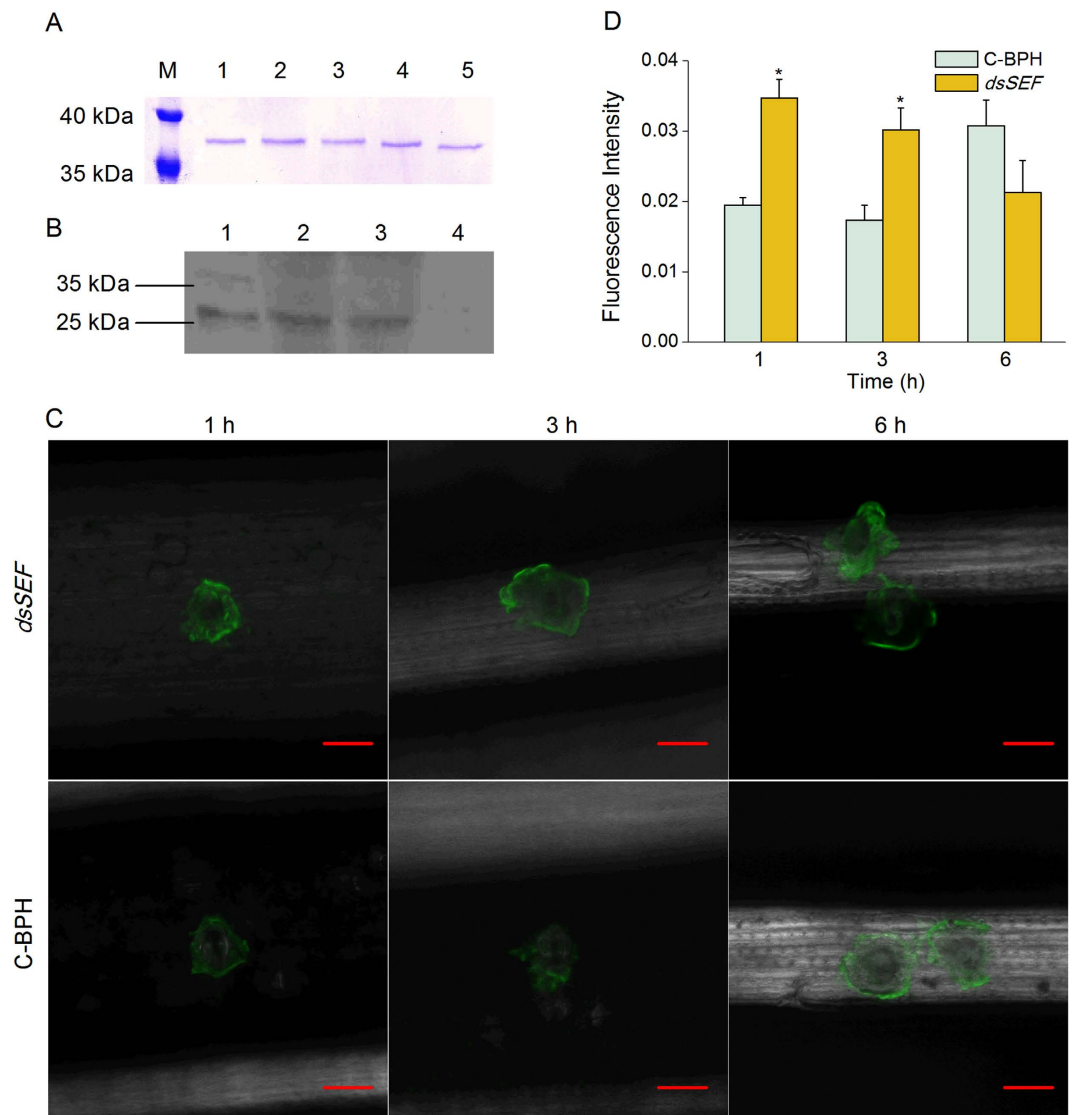 A
M 1 2 3 4 5
40 kDa
35 kDa
B
1 2 3 4
35 kDa
25 kDa
D
C-BPH
dsSEF
Fluorescence Intensity
0.04
0.03
0.02
0.01
0.00
* *
1 3 6
Time (h)
C
1 h 3 h 6 h
dsSEF
C-BPH